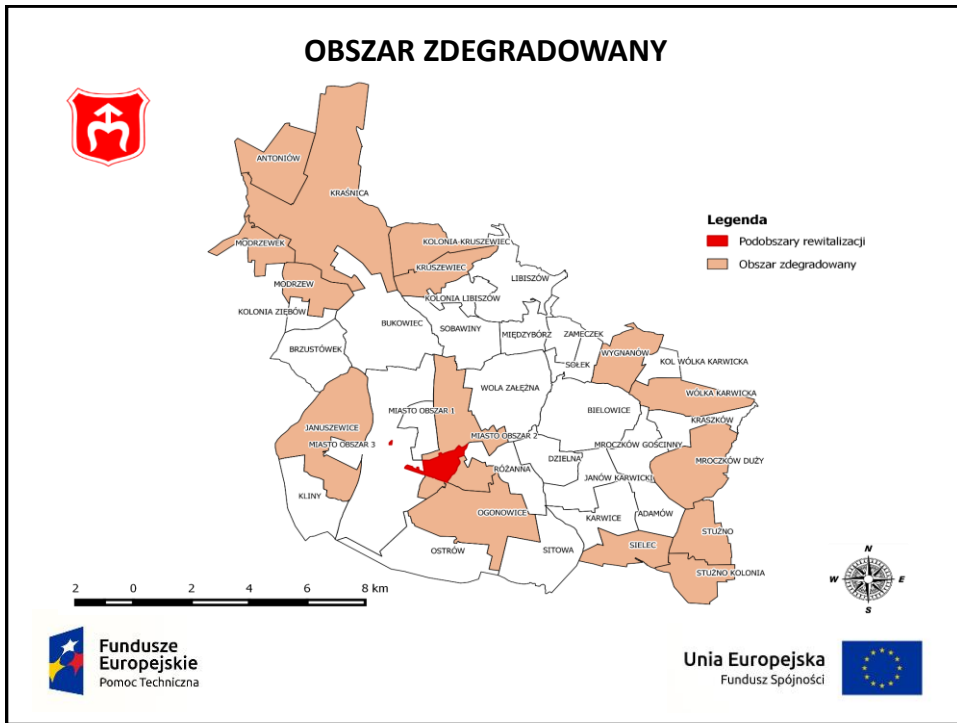 OBSZAR ZDEGRADOWANY
ANTONIÓW
KRAŚNICA
Legenda
Podobszary rewitalizacji
Obszar zdegradowany
MODRZEWEK
KOLONIA-KRUSZEWIEC
KRUSZEWIEC
LIBISZÓW
MODRZEW
KOLONIA LIBISZÓW
KOLONIA ZIĘBÓW
BUKOWIEC
SOBAWINY
MIĘDZYBÓRZ
ZAMECZEK
BRZUSTÓWEK
SOŁEK
WYGNANÓW
KOL WÓLKA KARWICKA
WOLA ZAŁĘŻNA
WÓLKA KARWICKA
MIASTO OBSZAR 1
BIELOWICE
KRASZKÓW
JANUSZEWICE
MIASTO OBSZAR 2
MIASTO OBSZAR 3
MROCZKÓW GOŚCINNY
DZIELNA
MROCZKÓW DUŻY
RÓŻANNA
JANÓW KARWICKI
KLINY
OGONOWICE
KARWICE
ADAMÓW
STUŻNO
OSTRÓW
SITOWA
SIELEC
STUŻNO KOLONIA
N
W
E
S
2 0 2 4 6 8 km
Fundusze
Europejskie
Pomoc Techniczna
Unia Europejska
Fundusz Spójności